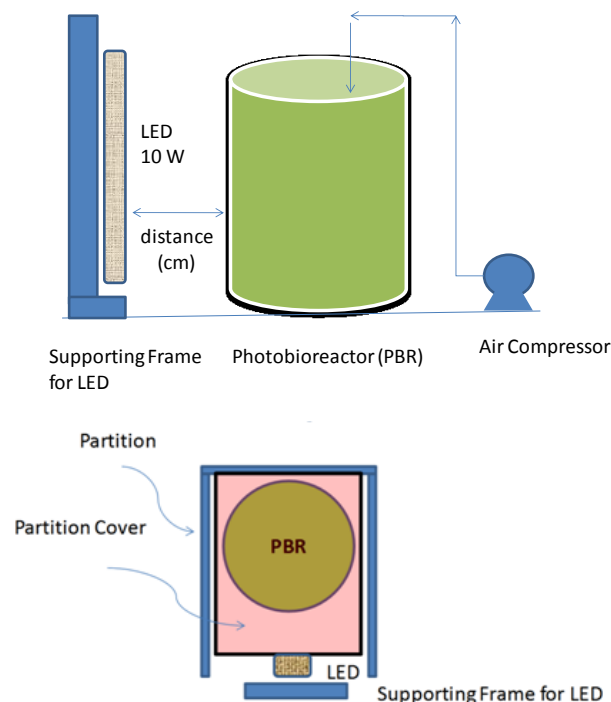 LED
10 W
distance
(cm)
Supporting Frame
for LED
Photobioreactor (PBR)
Air Compressor
Partition
Partition Cover
PBR
LED
Supporting Frame for LED